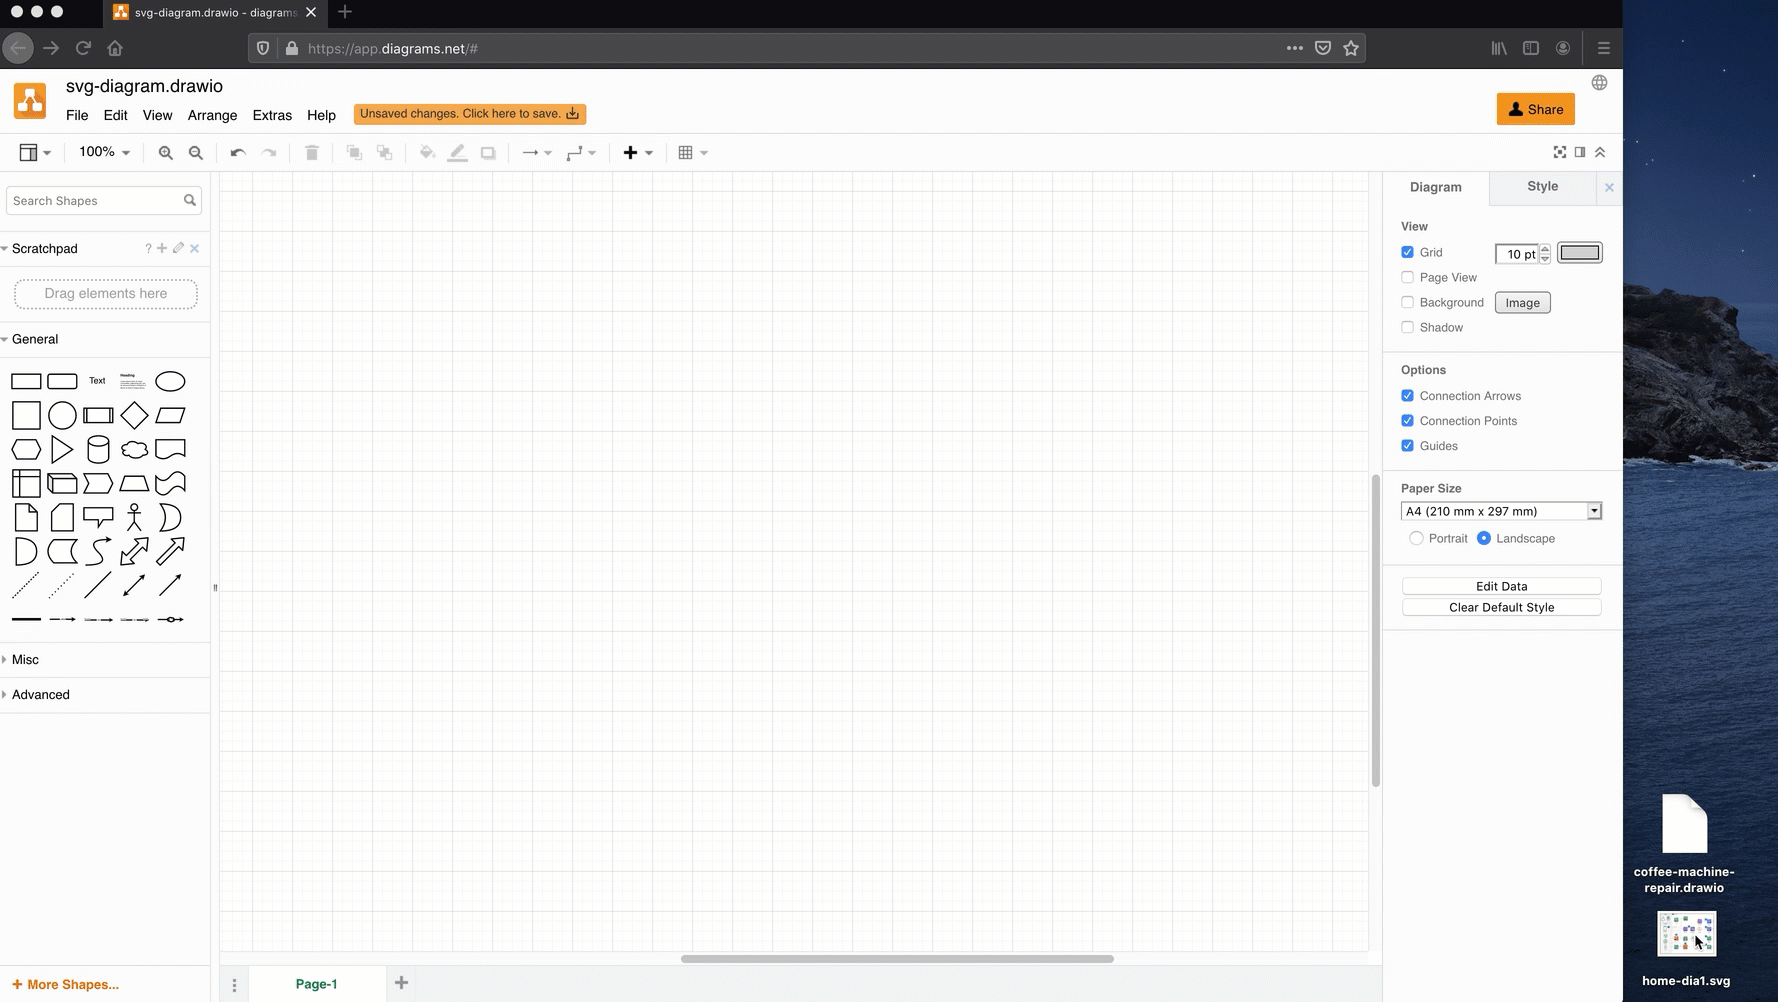 svg-diagram.drawio - diagrams
https://app.diagrams.net/#
svg-diagram.drawio
File Edit View Arrange Extras Help
Unsaved changes. Click here to save.
Share
100%
Search Shapes
Scratchpad
?
Drag elements here
General
Text
Heading
Misc
Advanced
+ More Shapes...
Page-1
Diagram
Style
View
Grid
10 pt
Page View
Background
Image
Shadow
Options
Connection Arrows
Connection Points
Guides
Paper Size
A4 (210 mm x 297 mm)
Portrait
Landscape
Edit Data
Clear Default Style
coffee-machine-
repair.drawio
home-dia1.svg